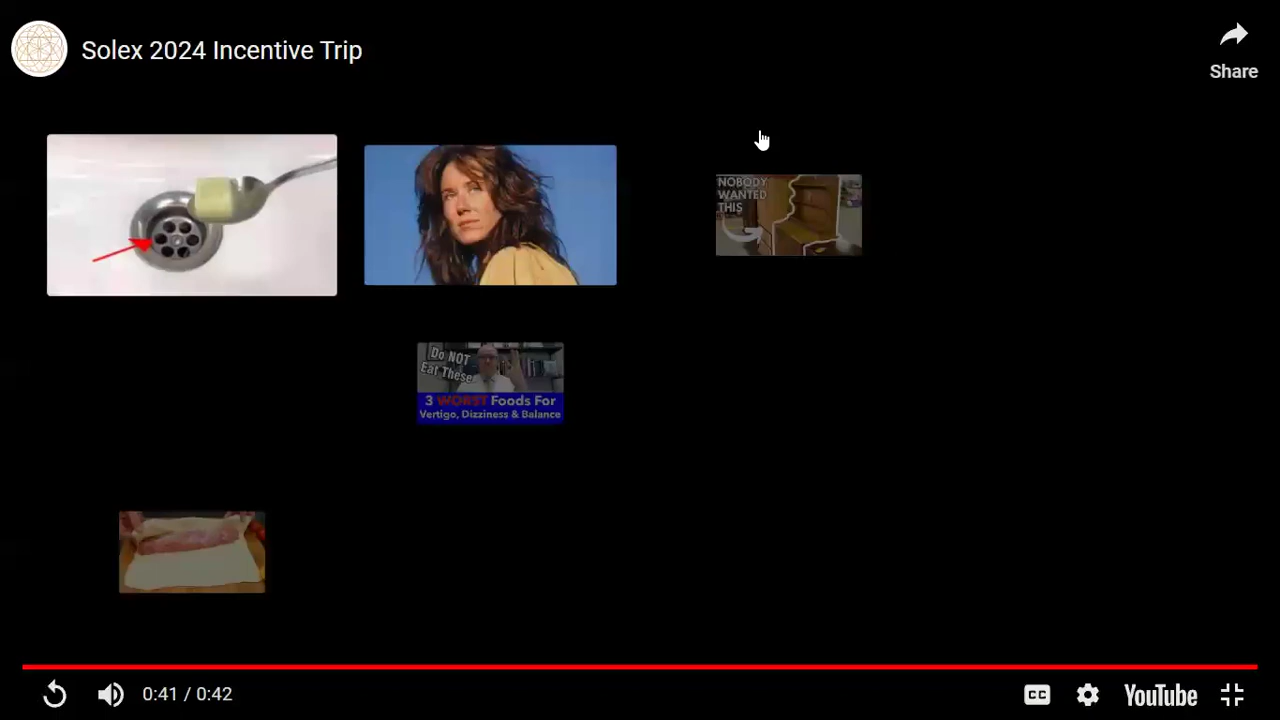 Solex 2024 Incentive Trip
Share
NOBODY
WANTED
THIS
Do NOT
Eat These
3 WORST Foods For
Vertigo, Dizziness & Balance
0:41 / 0:42
CC
YouTube